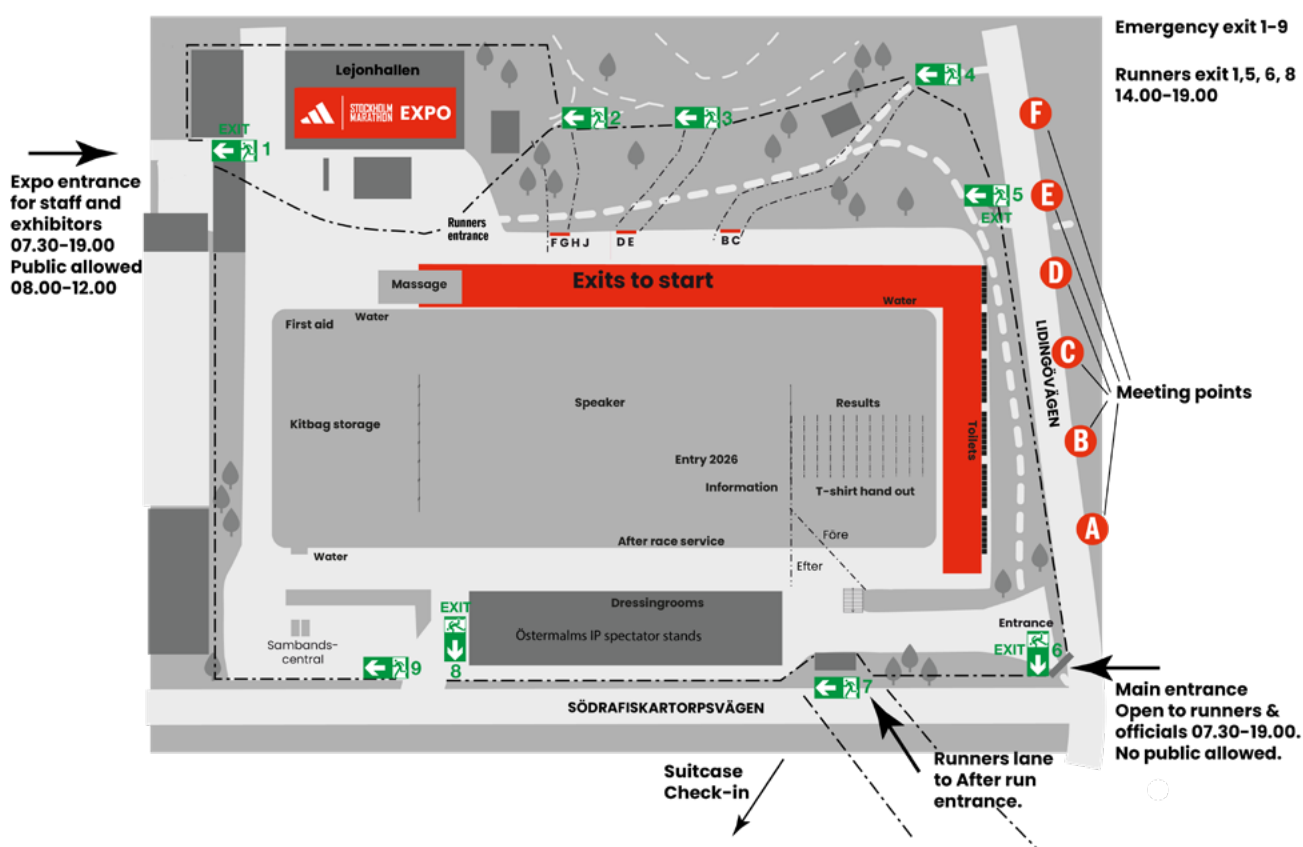 Emergency exit 1-9
Runners exit 1,5, 6, 8
14.00-19.00
Lejonhallen
STOCKHOLM
MARATHON
EXPO
EXIT
1
2
3
4
5
EXIT
F
E
D
C
B
A
Expo entrance
for staff and
exhibitors
07.30-19.00
Public allowed
08.00-12.00
Runners
entrance
F G H J
D E
B C
Massage
Exits to start
Water
Water
First aid
LIDINGÖVÄGEN
Meeting points
Speaker
Results
Kitbag storage
Toilets
Entry 2026
Information
T-shirt hand out
Före
After race service
Efter
Water
EXIT
8
Dressingrooms
Östermalms IP spectator stands
Sambands-
central
9
Entrance
EXIT
6
7
SÖDRAFISKARTORPSVÄGEN
Main entrance
Open to runners &
officials 07.30-19.00.
No public allowed.
Suitcase
Check-in
Runners lane
to After run
entrance.